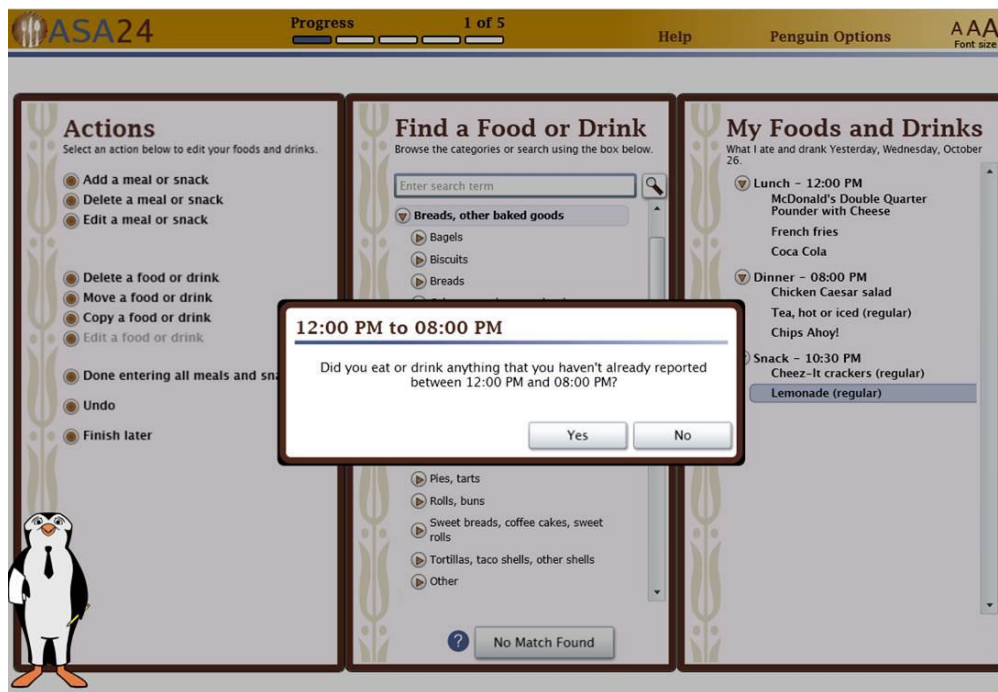 ASA24
Progress
1 of 5
Help
Penguin Options
A A A
Font size
Actions
Select an action below to edit your foods and drinks.
Add a meal or snack
Delete a meal or snack
Edit a meal or snack
Delete a food or drink
Move a food or drink
Copy a food or drink
Edit a food or drink
Done entering all meals and sna
Undo
Finish later
Find a Food or Drink
Browse the categories or search using the box below.
Enter search term
Breads, other baked goods
Bagels
Biscuits
Breads
12:00 PM to 08:00 PM
Did you eat or drink anything that you haven't already reported
between 12:00 PM and 08:00 PM?
Yes
No
Pies, tarts
Rolls, buns
Sweet breads, coffee cakes, sweet
rolls
Tortillas, taco shells, other shells
Other
?
No Match Found
My Foods and Drinks
What I ate and drank Yesterday, Wednesday, October
26.
Lunch - 12:00 PM
McDonald's Double Quarter
Pounder with Cheese
French fries
Coca Cola
Dinner - 08:00 PM
Chicken Caesar salad
Tea, hot or iced (regular)
Chips Ahoy!
Snack - 10:30 PM
Cheez-It crackers (regular)
Lemonade (regular)